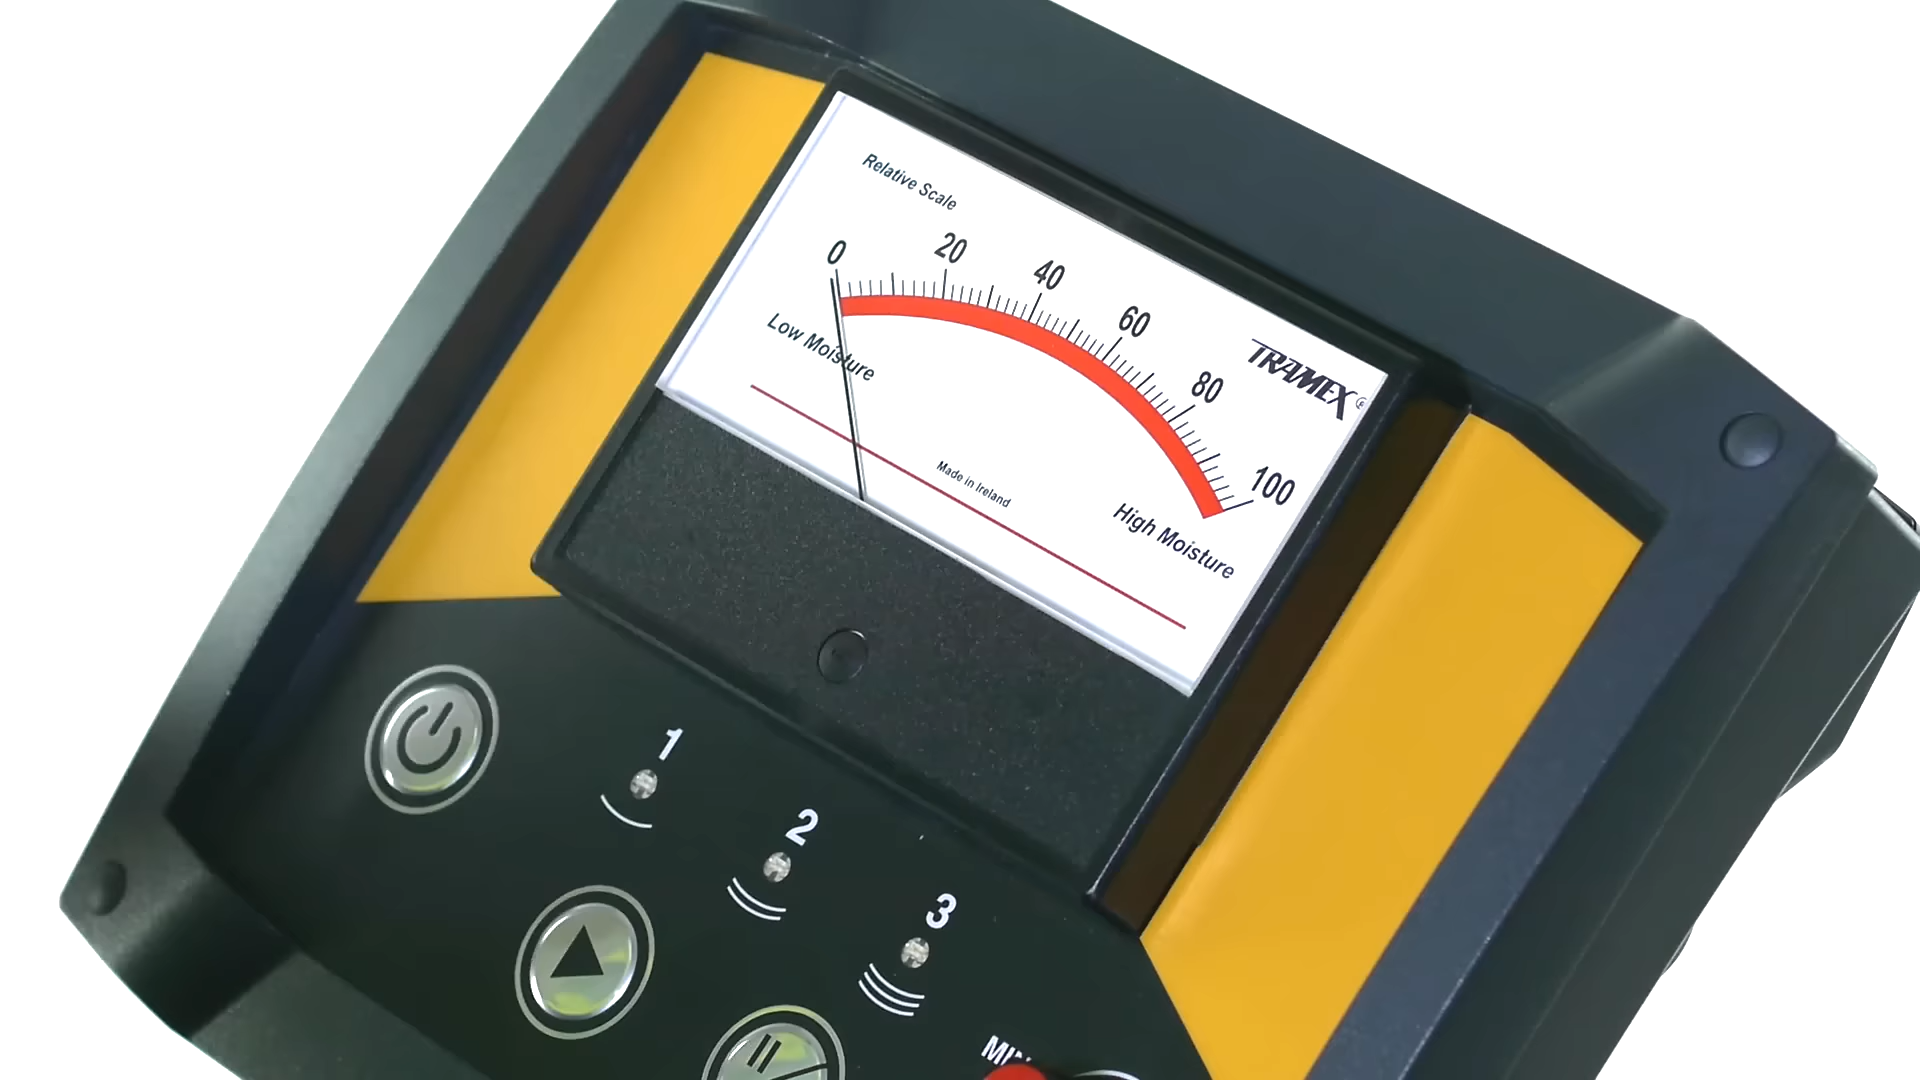 Relative Scale
0 20 40 60 80 100
TRAMEX®
Low Moisture
High Moisture
Made in Ireland
1
2
3